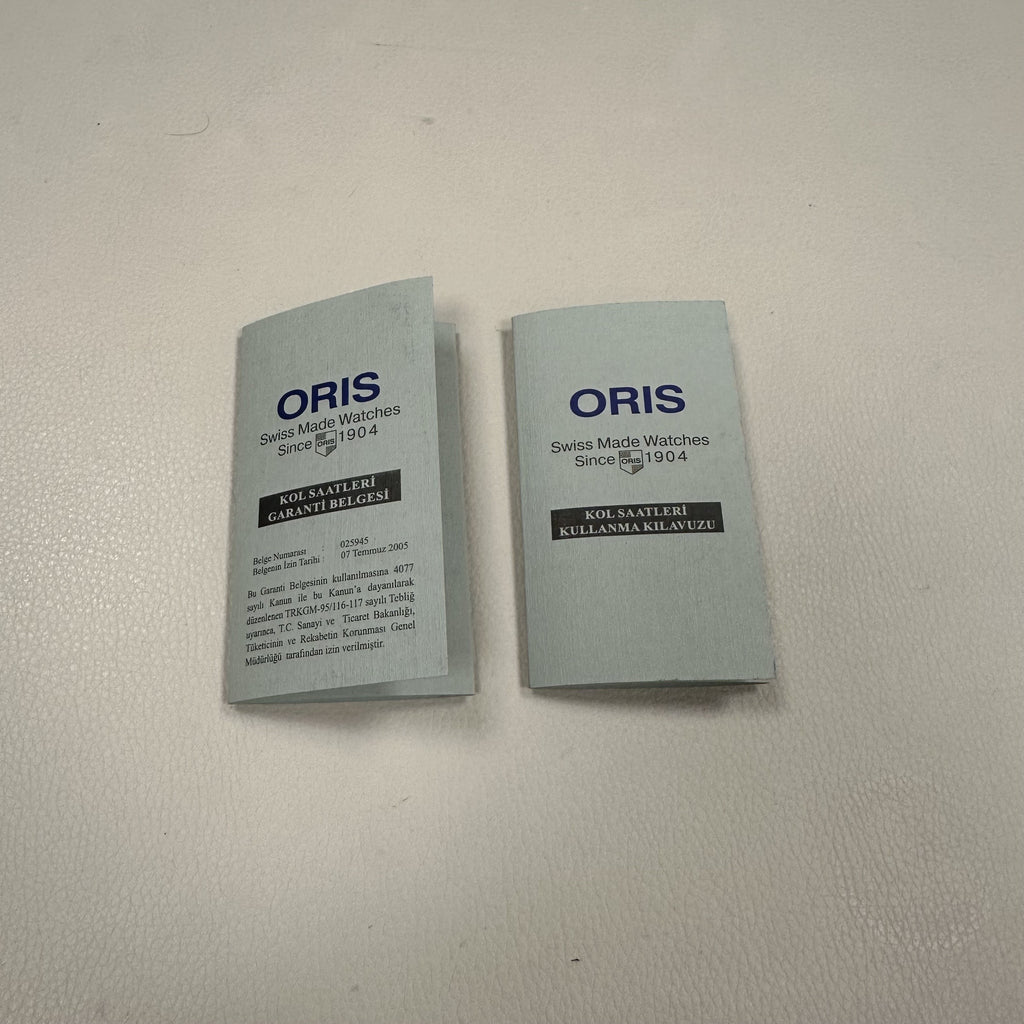 ORIS
Swiss Made Watches
Since ORIS 1904
KOL SAATLERİ
GARANTİ BELGESİ
Belge Numarası : 025945
Belgenin İzin Tarihi : 07 Temmuz 2005
Bu Garanti Belgesinin kullanılmasına 4077
sayılı Kanun ile bu Kanun'a dayanılarak
düzenlenen TRKGM-95/116-117 sayılı Tebliğ
uyarınca, T.C. Sanayi ve Ticaret Bakanlığı,
Tüketicinin ve Rekabetin Korunması Genel
Müdürlüğü tarafından izin verilmiştir.
ORIS
Swiss Made Watches
Since ORIS 1904
KOL SAATLERİ
KULLANMA KILAVUZU